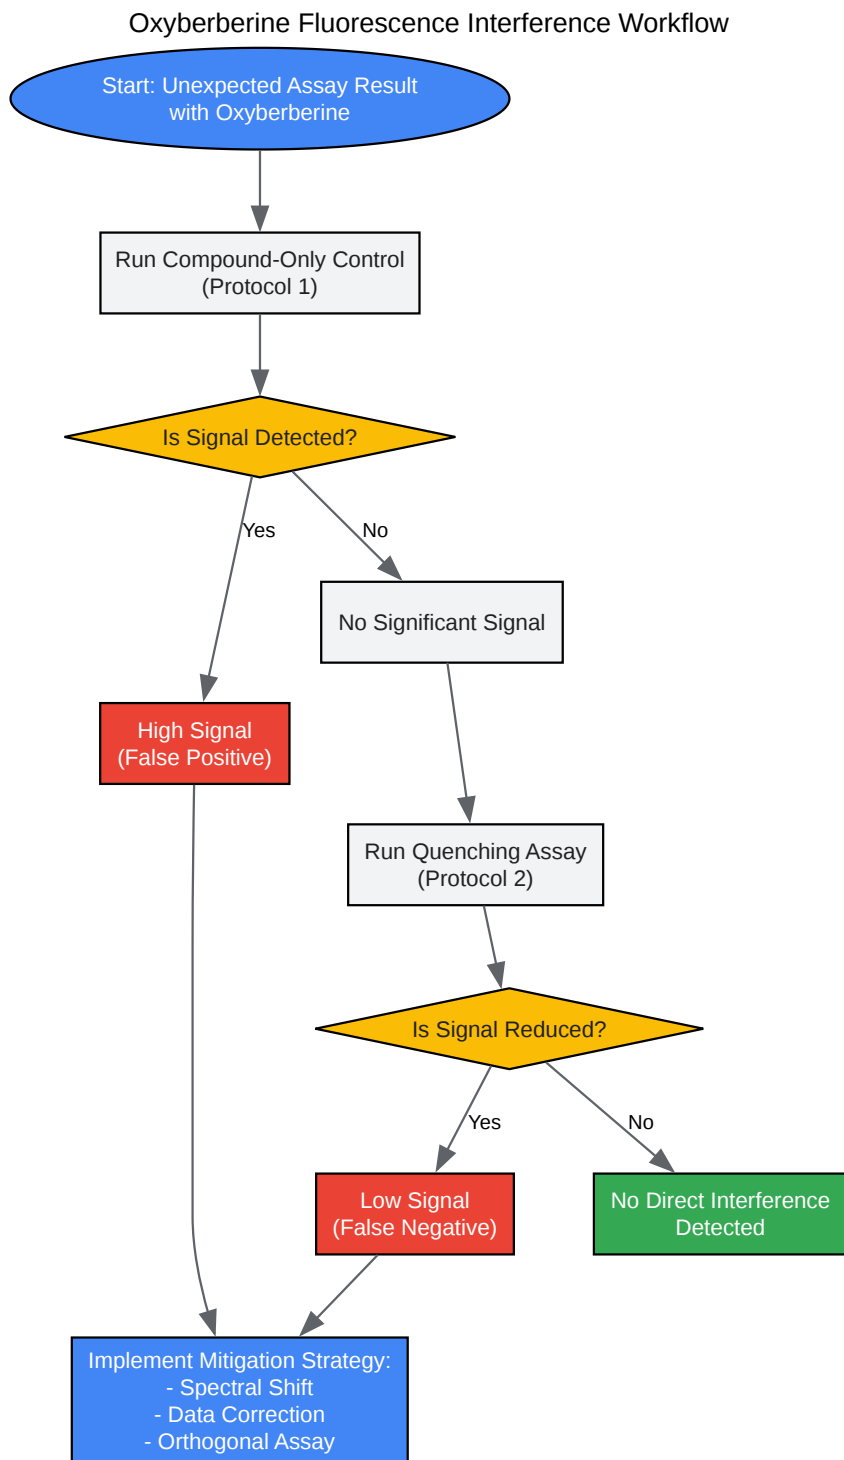 Oxyberberine Fluorescence Interference Workflow
Start: Unexpected Assay Result
with Oxyberberine
Run Compound-Only Control
(Protocol 1)
Is Signal Detected?
Yes
No
No Significant Signal
High Signal
(False Positive)
Run Quenching Assay
(Protocol 2)
Is Signal Reduced?
Yes
No
Low Signal
(False Negative)
No Direct Interference
Detected
Implement Mitigation Strategy:
- Spectral Shift
- Data Correction
- Orthogonal Assay